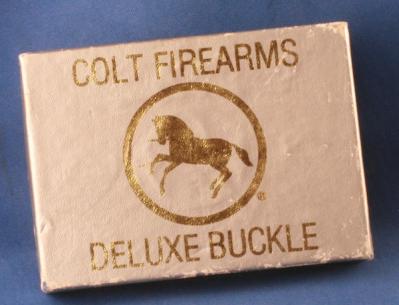 COLT FIREARMS
®
DELUXE BUCKLE